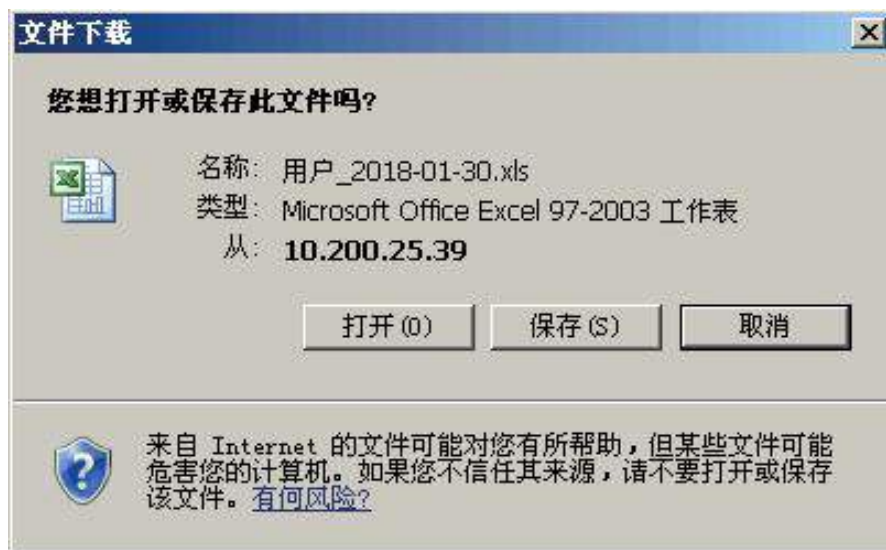 文件下载
您想打开或保存此文件吗?
名称: 用户_2018-01-30.xls
类型: Microsoft Office Excel 97-2003 工作表
从: 10.200.25.39
打开(O) 保存(S) 取消
来自 Internet 的文件可能对您有所帮助，但某些文件可能
危害您的计算机。如果您不信任其来源，请不要打开或保存
该文件。有何风险?